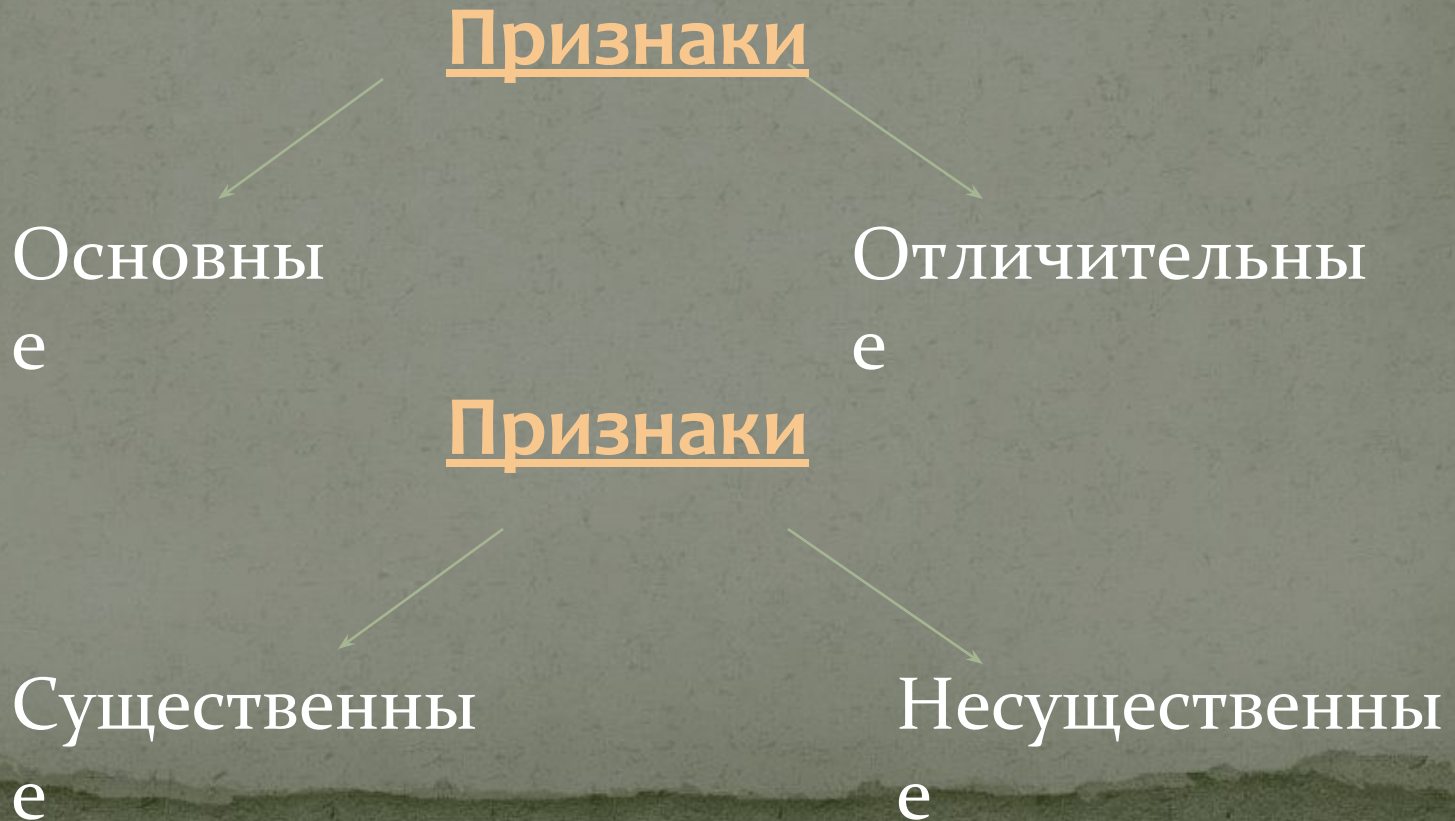 Признаки
Основны
е
Отличительны
е
Признаки
Существенны
е
Несущественны
е